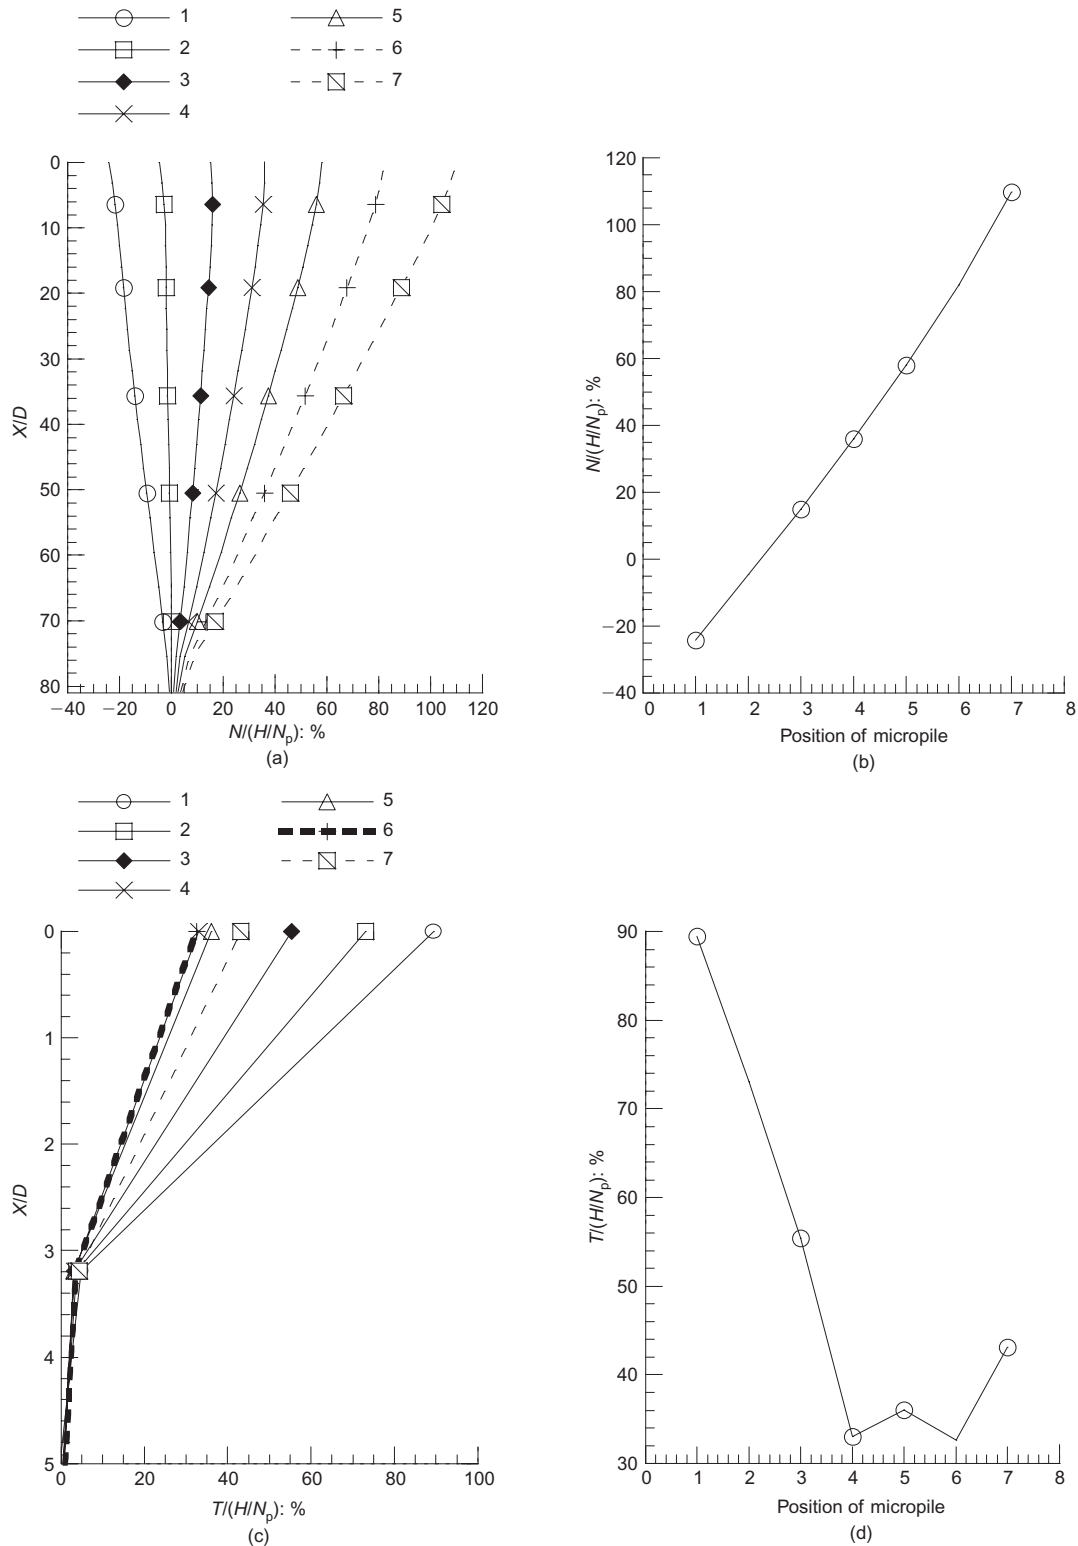 1
2
3
4
5
6
7
0
10
20
30
40
50
60
70
80
X/D
−40 −20 0 20 40 60 80 100 120
N/(H/Np): %
(a)
120
100
80
60
40
20
0
−20
−40
N/(H/Np): %
0 1 2 3 4 5 6 7 8
Position of micropile
(b)
1
2
3
4
5
6
7
0
1
2
3
4
5
X/D
0 20 40 60 80 100
T/(H/Np): %
(c)
90
80
70
60
50
40
30
T/(H/Np): %
0 1 2 3 4 5 6 7 8
Position of micropile
(d)